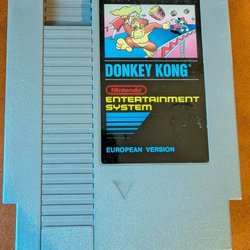 DONKEY KONG
Nintendo
ENTERTAINMENT
SYSTEM
EUROPEAN VERSION